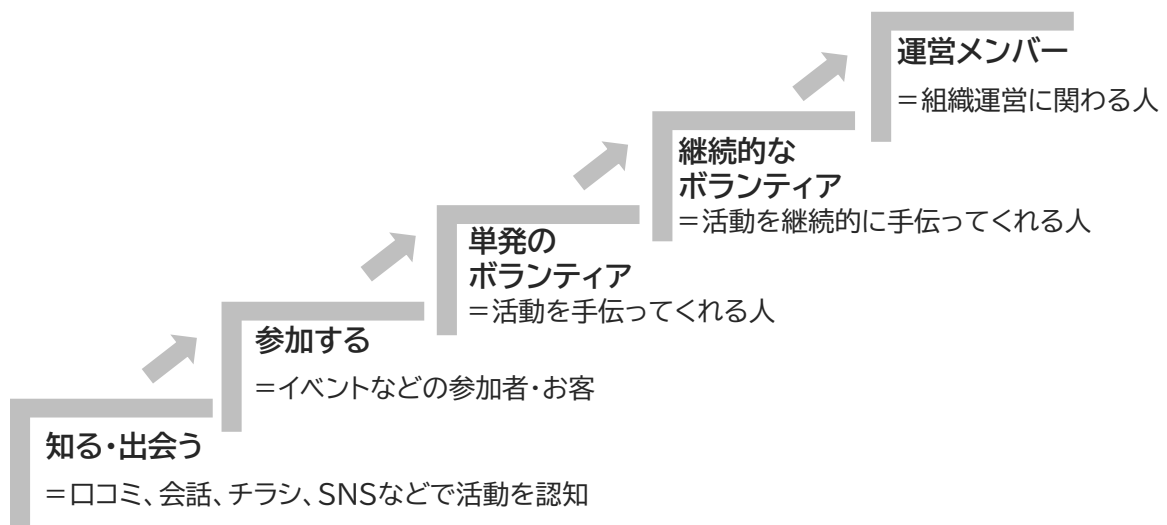 運営メンバー
＝組織運営に関わる人
継続的な
ボランティア
＝活動を継続的に手伝ってくれる人
単発の
ボランティア
＝活動を手伝ってくれる人
参加する
＝イベントなどの参加者・お客
知る・出会う
＝口コミ、会話、チラシ、SNSなどで活動を認知